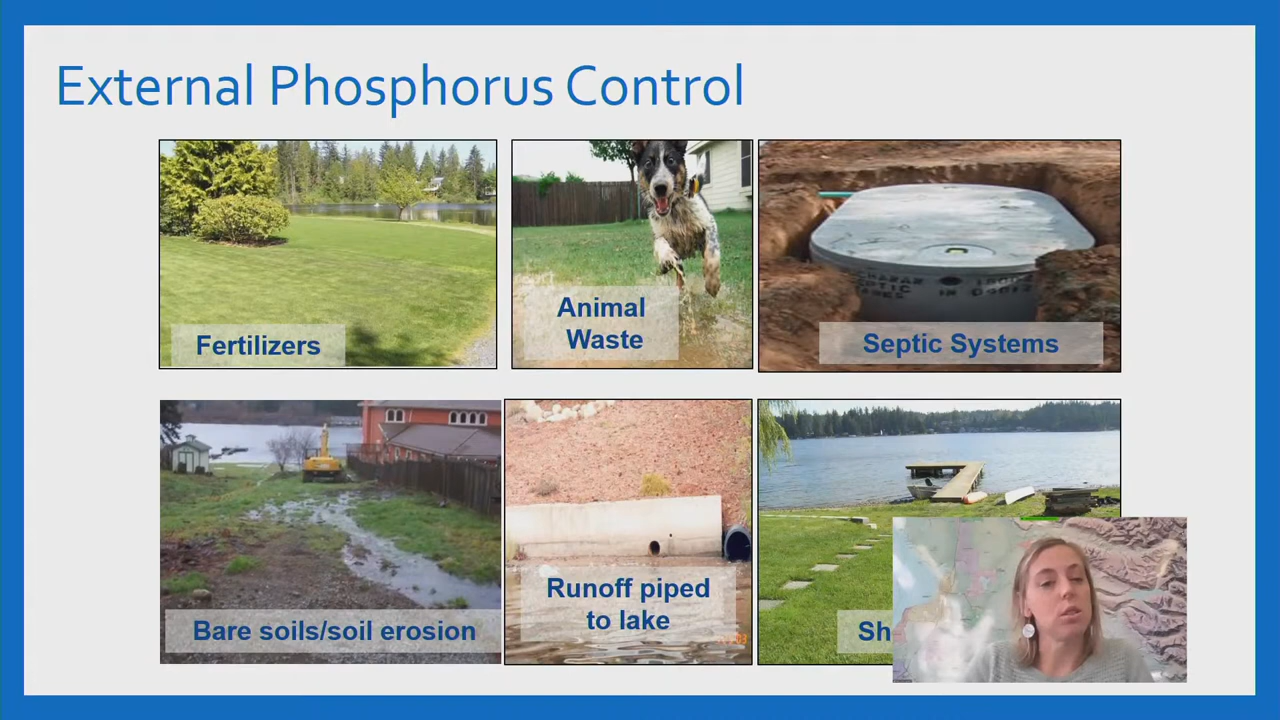 External Phosphorus Control
Fertilizers
Animal
Waste
Septic Systems
Bare soils/soil erosion
Runoff piped
to lake
Sh